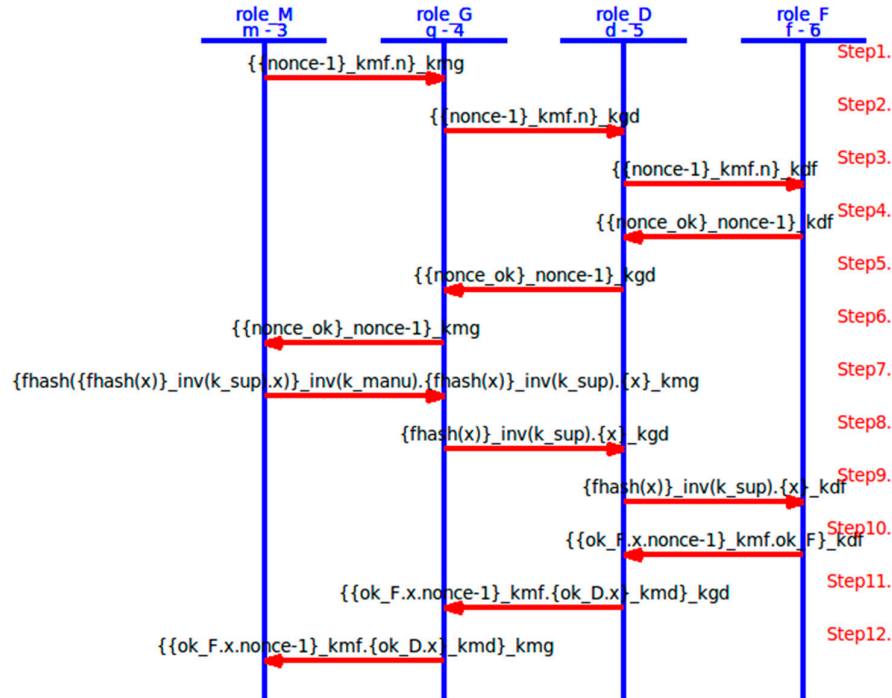 role_M role_G role_D role_F
m - 3 g - 4 d - 5 f - 6
Step1.
{{nonce-1}_kmf.n}_kmg
Step2.
{{nonce-1}_kmf.n}_kgd
Step3.
{{nonce-1}_kmf.n}_kdf
Step4.
{{nonce_ok}_nonce-1}_kdf
Step5.
{{nonce_ok}_nonce-1}_kgd
Step6.
{{nonce_ok}_nonce-1}_kmg
Step7.
{fhash({fhash(x)}_inv(k_sup).x)}_inv(k_manu).{fhash(x)}_inv(k_sup).{x}_kmg
Step8.
{fhash(x)}_inv(k_sup).{x}_kgd
Step9.
{fhash(x)}_inv(k_sup).{x}_kdf
Step10.
{{ok_F.x.nonce-1}_kmf.ok_F}_kdf
Step11.
{{ok_F.x.nonce-1}_kmf.{ok_D.x}_kmd}_kgd
Step12.
{{ok_F.x.nonce-1}_kmf.{ok_D.x}_kmd}_kmg